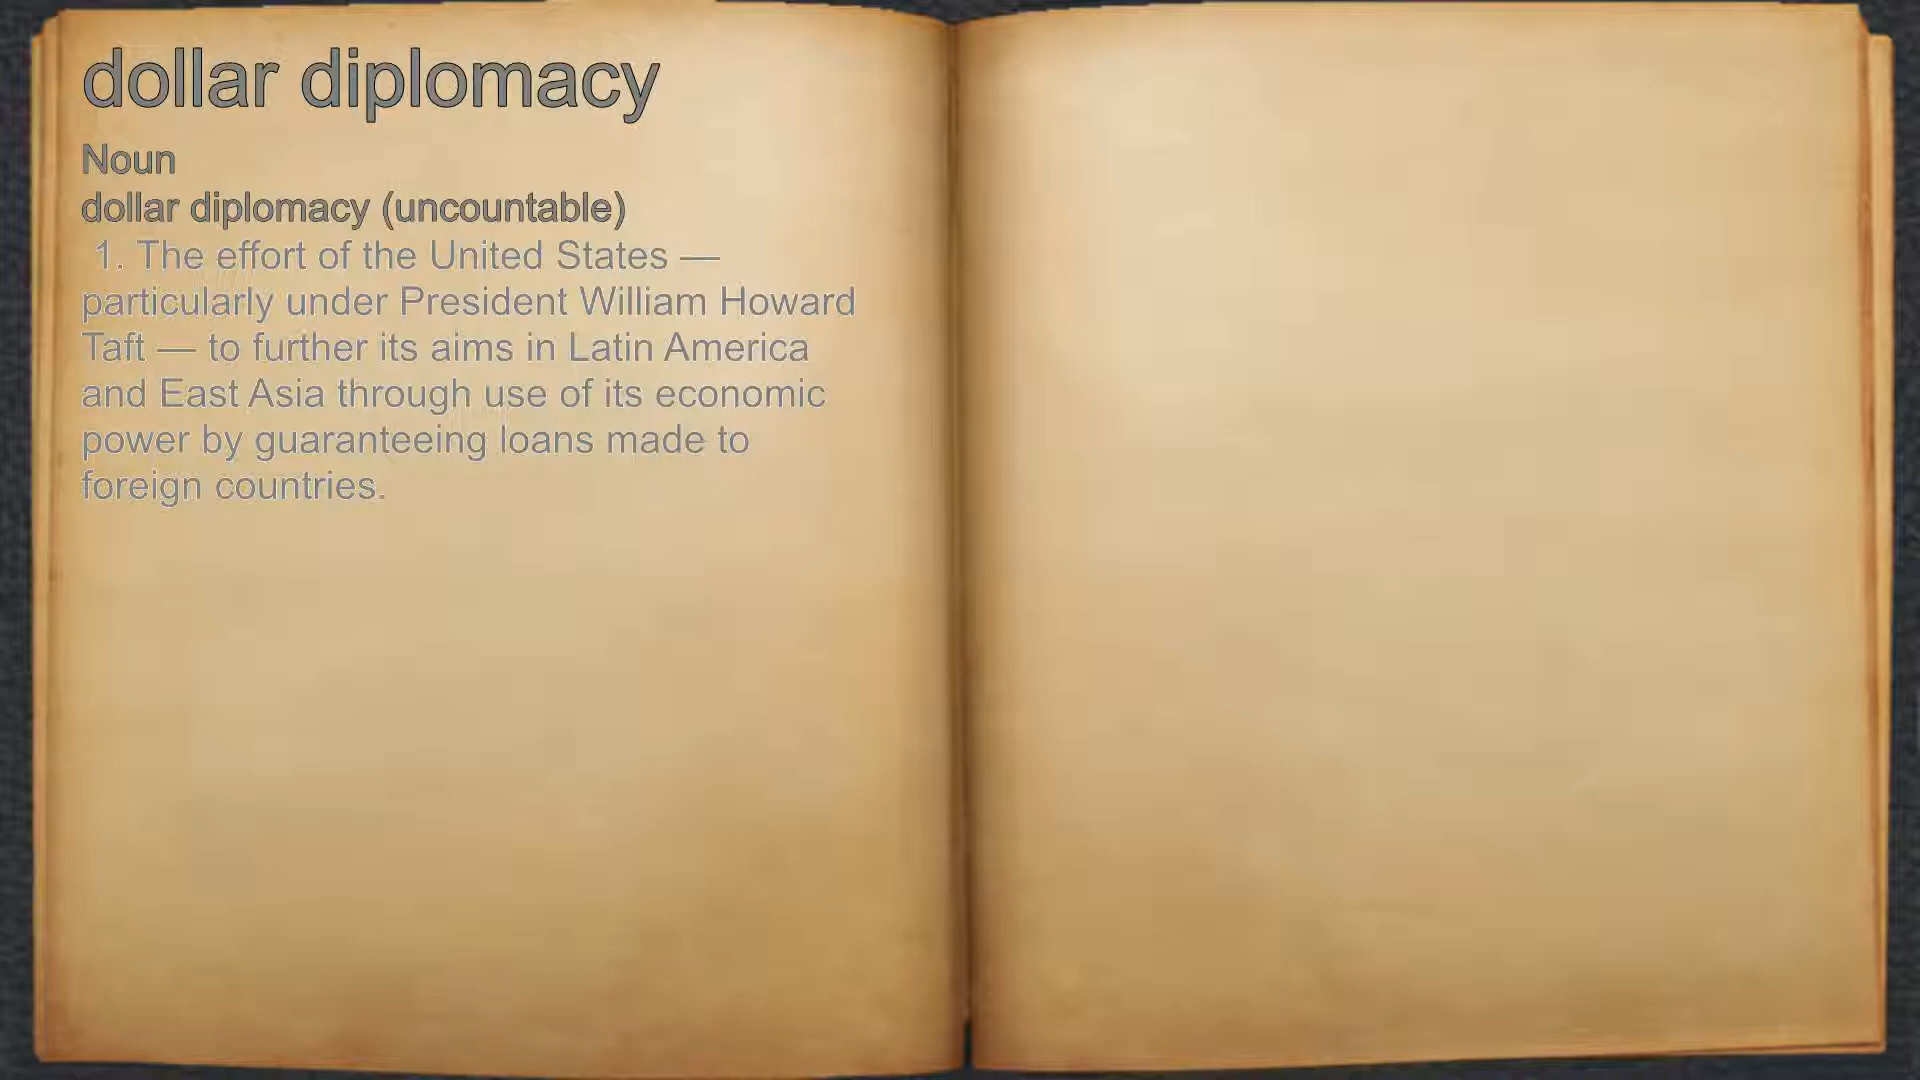 dollar diplomacy
Noun
dollar diplomacy (uncountable)
1. The effort of the United States —
particularly under President William Howard
Taft — to further its aims in Latin America
and East Asia through use of its economic
power by guaranteeing loans made to
foreign countries.